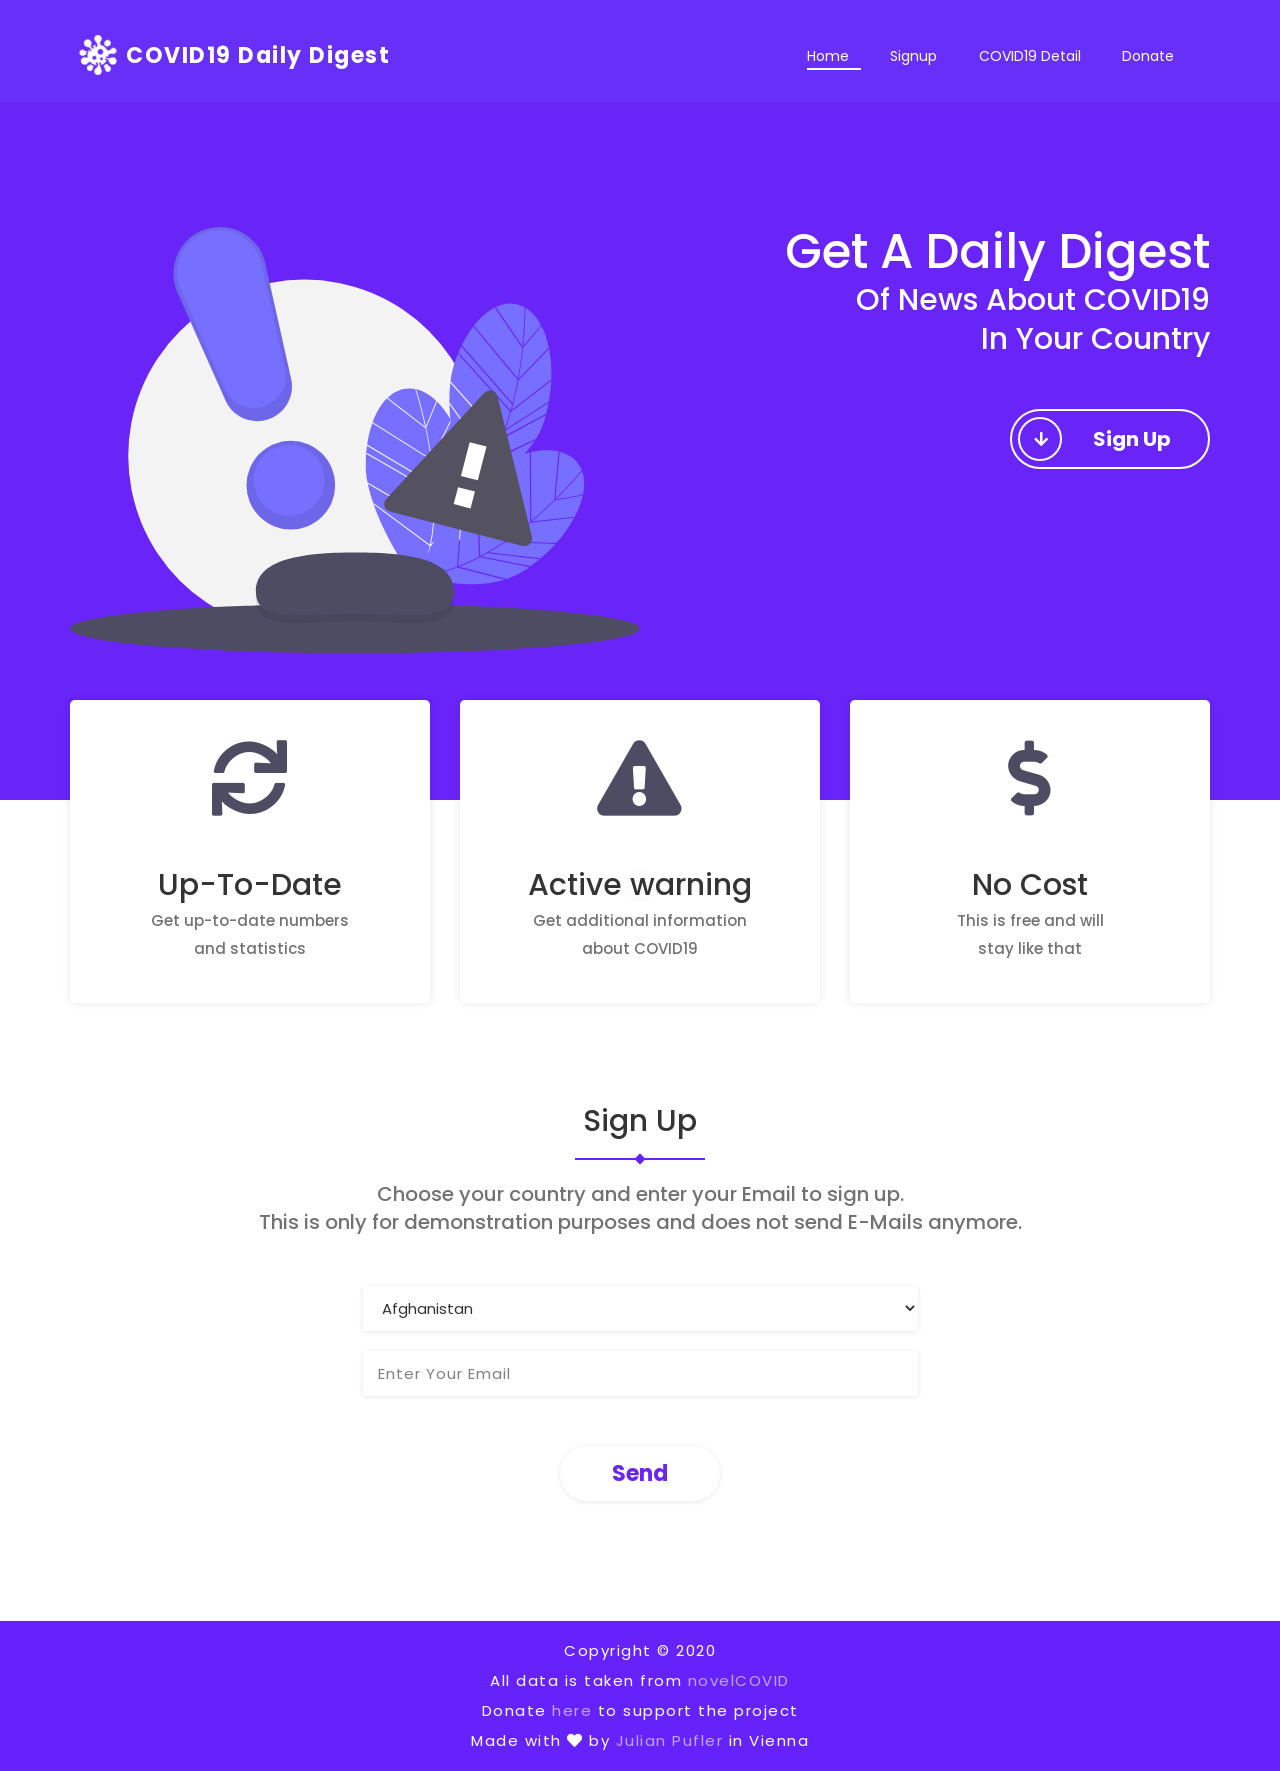 COVID19 Daily Digest
Home
Signup
COVID19 Detail
Donate
Get A Daily Digest
Of News About COVID19
In Your Country
Sign Up
Up-To-Date
Get up-to-date numbers
and statistics
Active warning
Get additional information
about COVID19
No Cost
This is free and will
stay like that
Sign Up
Choose your country and enter your Email to sign up.
This is only for demonstration purposes and does not send E-Mails anymore.
Afghanistan
Enter Your Email
Send
Copyright © 2020
All data is taken from novelCOVID
Donate here to support the project
Made with ♥ by Julian Pufler in Vienna